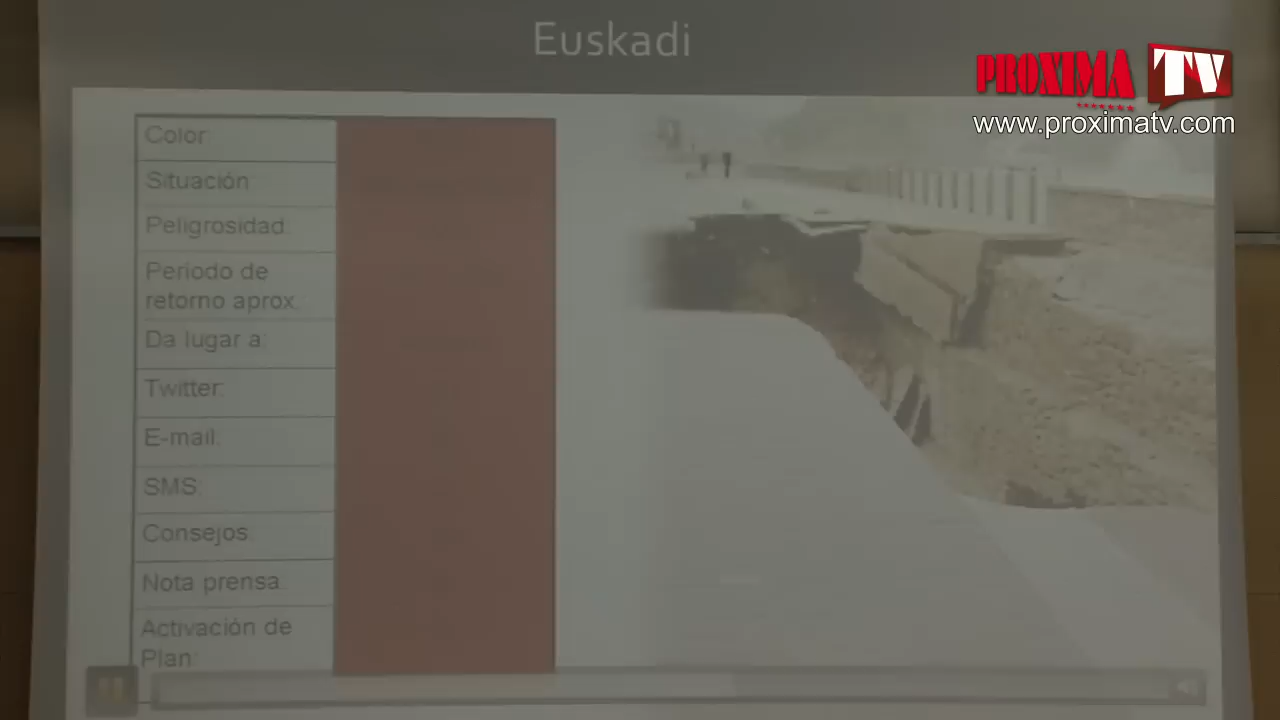 Euskadi
PROXIMA TV
www.proximatv.com
Color:
Situación
Peligrosidad:
Periodo de
retorno aprox.
Da lugar a:
Twitter:
E-mail:
SMS:
Consejos:
Nota prensa:
Activación de
Plan: